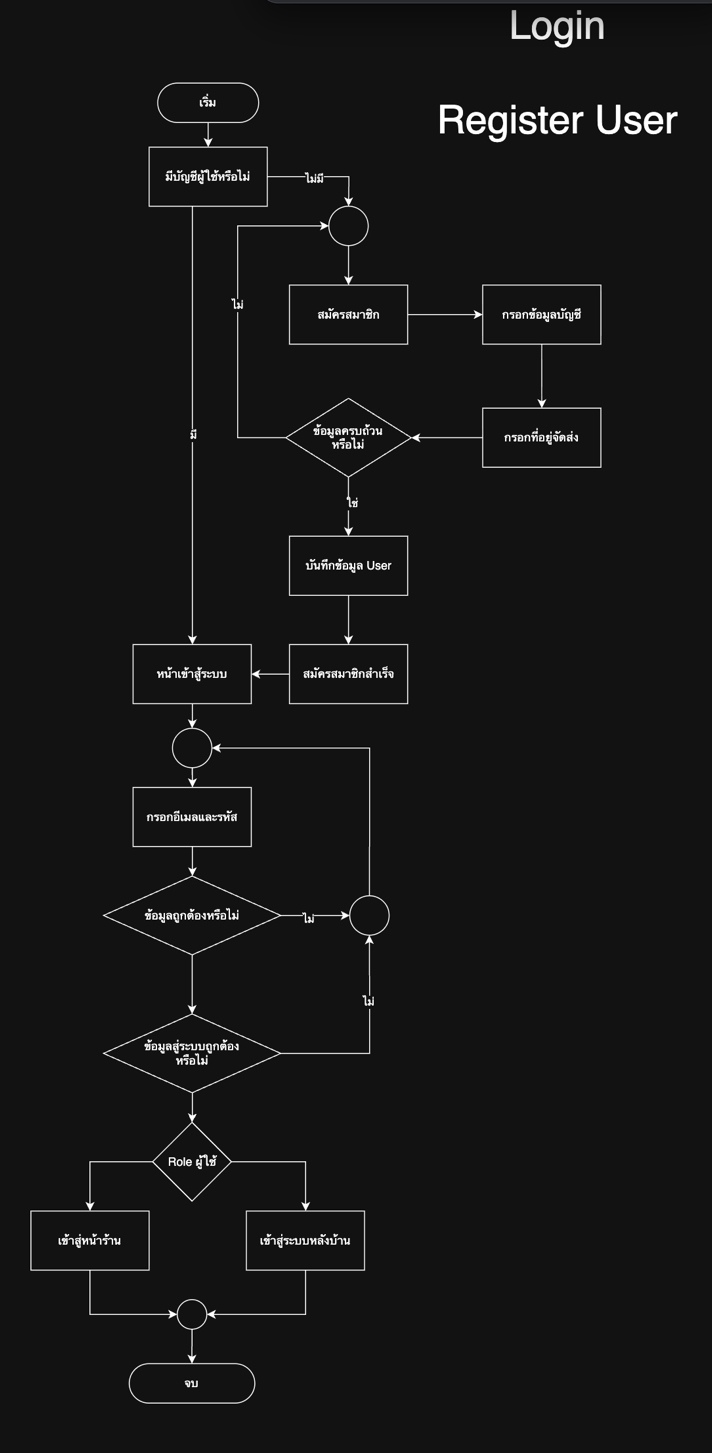 Login
Register User
เริ่ม
มีบัญชีผู้ใช้หรือไม่
ไม่มี
ไม่
สมัครสมาชิก
กรอกข้อมูลบัญชี
มี
ข้อมูลครบถ้วน
หรือไม่
กรอกที่อยู่จัดส่ง
ใช่
บันทึกข้อมูล User
หน้าเข้าสู้ระบบ
สมัครสมาชิกสำเร็จ
กรอกอีเมลและรหัส
ข้อมูลถูกต้องหรือไม่
ไม่
ไม่
ข้อมูลสู่ระบบถูกต้อง
หรือไม่
Role ผู้ใช้
เข้าสู่หน้าร้าน
เข้าสู่ระบบหลังบ้าน
จบ